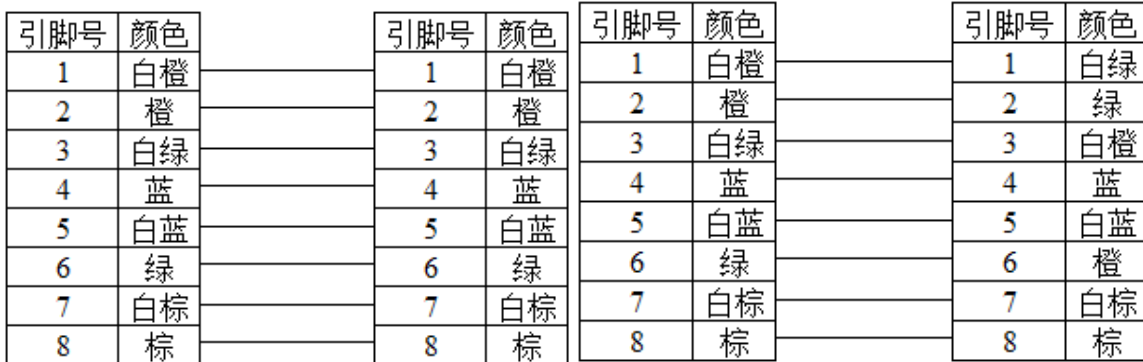 引脚号 颜色 引脚号 颜色 引脚号 颜色 引脚号 颜色
1 白橙 1 白橙 1 白橙 1 白绿
2 橙 2 橙 2 橙 2 绿
3 白绿 3 白绿 3 白绿 3 白橙
4 蓝 4 蓝 4 蓝 4 蓝
5 白蓝 5 白蓝 5 白蓝 5 白蓝
6 绿 6 绿 6 绿 6 橙
7 白棕 7 白棕 7 白棕 7 白棕
8 棕 8 棕 8 棕 8 棕